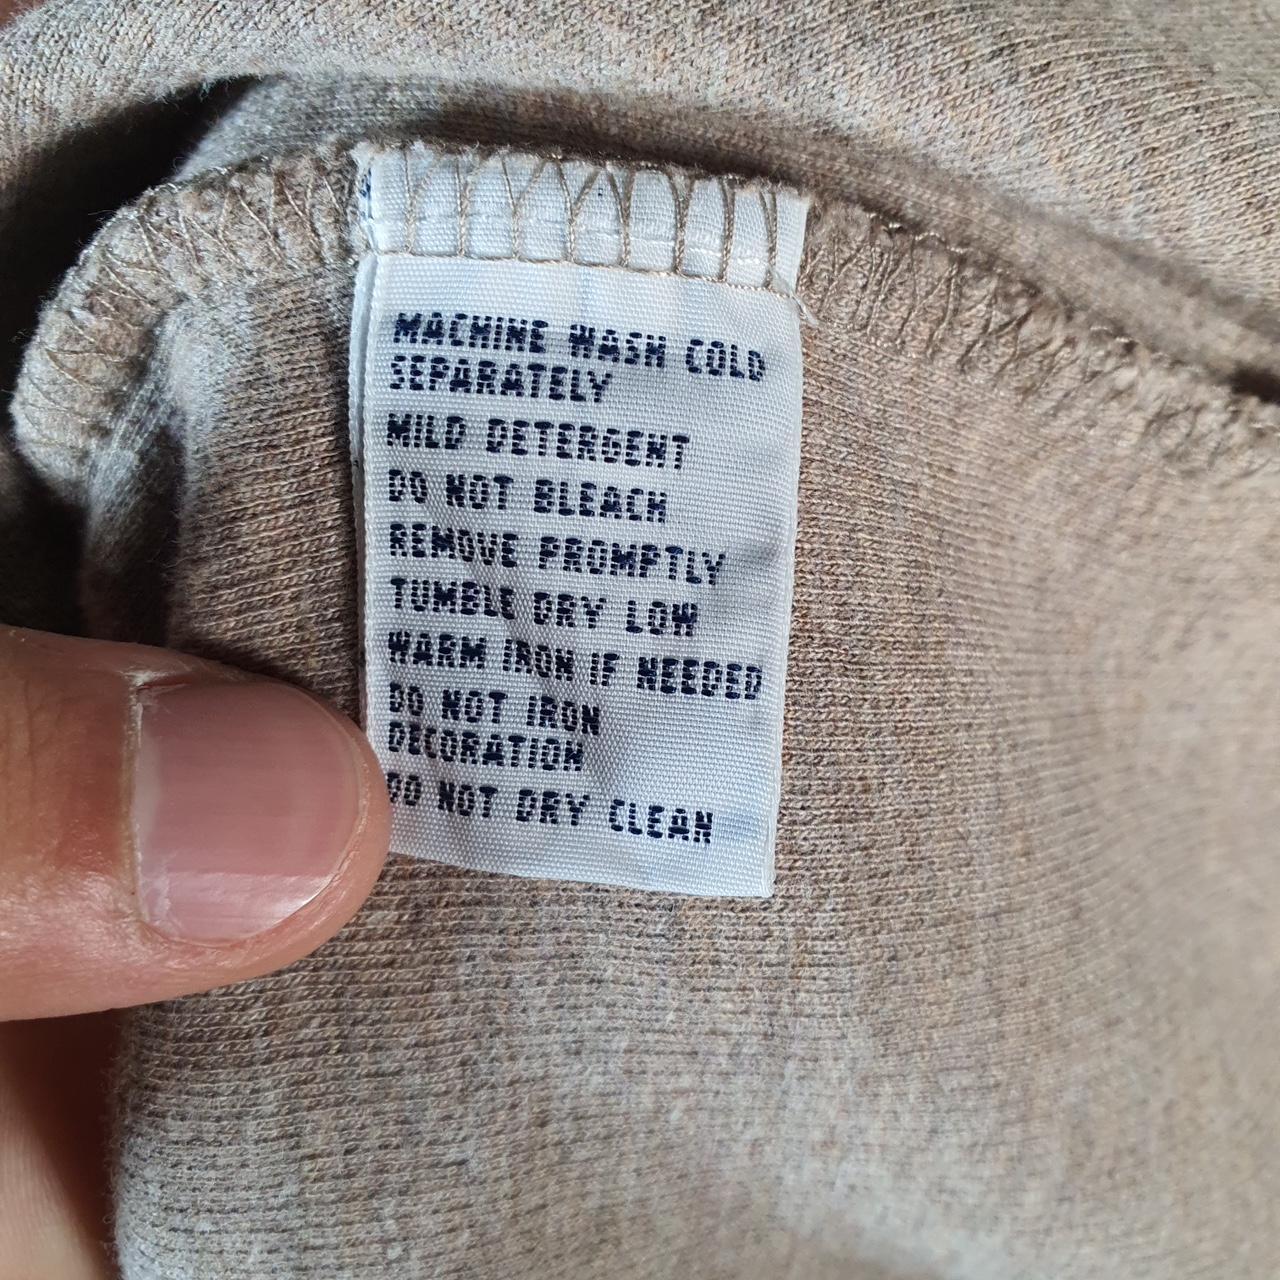 MACHINE WASH COLD
SEPARATELY
MILD DETERGENT
DO NOT BLEACH
REMOVE PROMPTLY
TUMBLE DRY LOW
WARM IRON IF NEEDED
DO NOT IRON
DECORATION
DO NOT DRY CLEAN